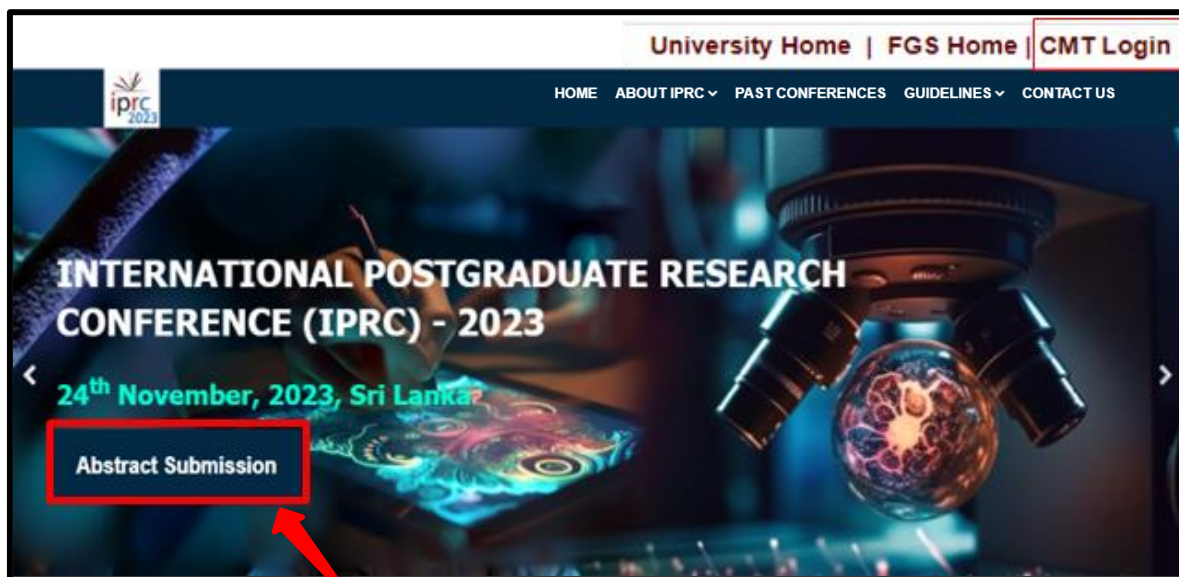 University Home | FGS Home | CMT Login
iprc
2023
HOME ABOUT IPRC PAST CONFERENCES GUIDELINES CONTACT US
INTERNATIONAL POSTGRADUATE RESEARCH
CONFERENCE (IPRC) - 2023
24th November, 2023, Sri Lanka
Abstract Submission